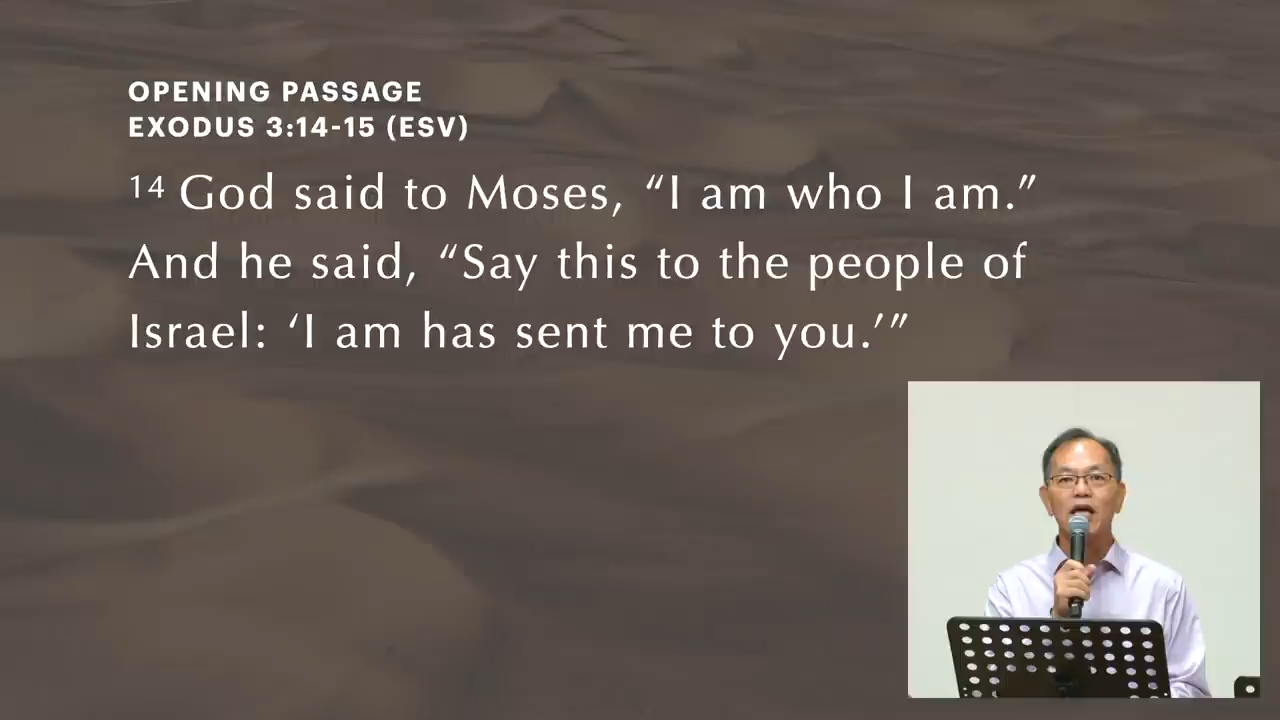 OPENING PASSAGE
EXODUS 3:14-15 (ESV)
14 God said to Moses, “I am who I am.”
And he said, “Say this to the people of
Israel: ‘I am has sent me to you.’”